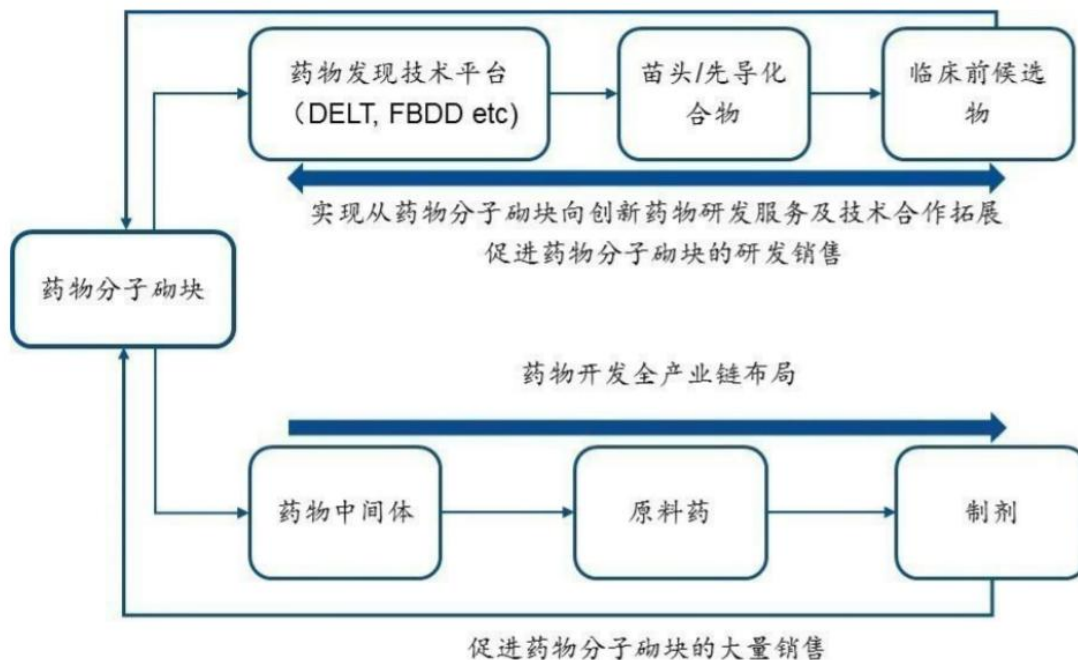 药物发现技术平台
（DELT, FBDD etc)
苗头/先导化
合物
临床前候选
物
实现从药物分子砌块向创新药物研发服务及技术合作拓展
促进药物分子砌块的研发销售
药物分子砌块
药物开发全产业链布局
药物中间体
原料药
制剂
促进药物分子砌块的大量销售